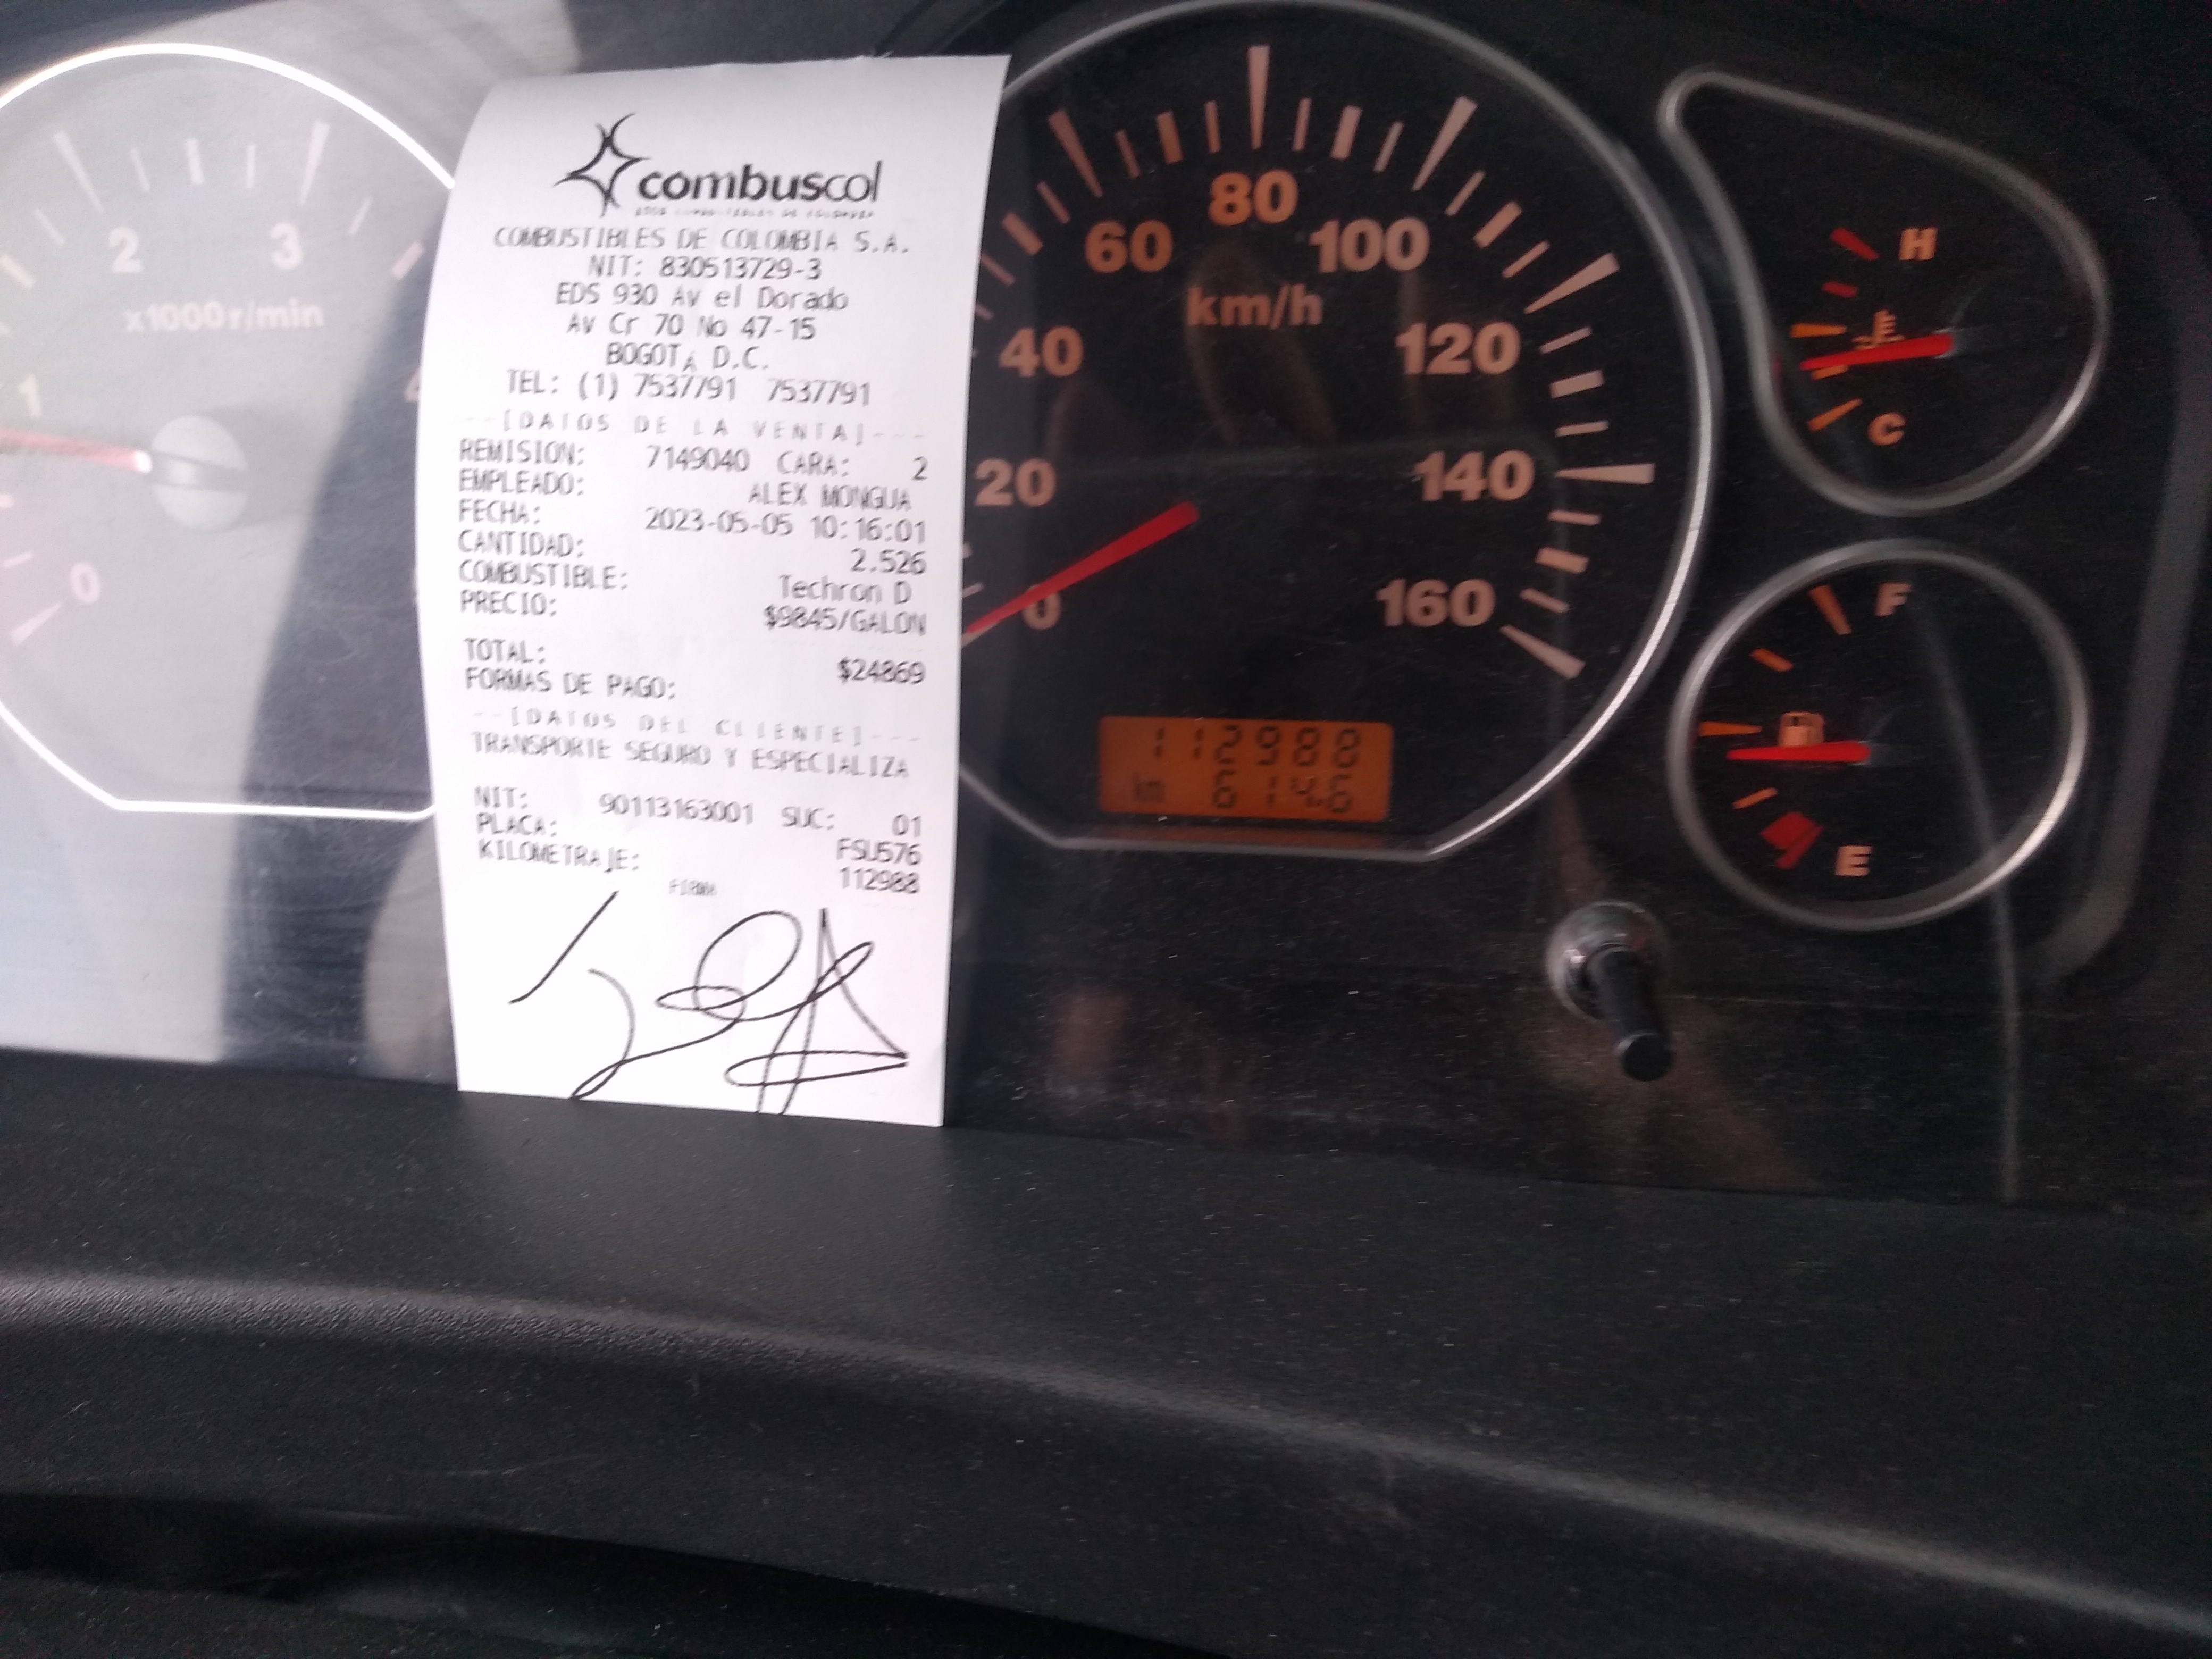 combuscol
COMBUSTIBLES DE COLOMBIA S.A.
NIT: 830513729-3
EDS 930 Av el Dorado
Av Cr 70 No 47-15
BOGOTA D.C.
TEL: (1) 7537791 7537791
--[DATOS DE LA VENTA]---
REMISION: 7149040 CARA: 2
EMPLEADO: ALEX MONGUA
FECHA: 2023-05-05 10:16:01
CANTIDAD: 2.526
COMBUSTIBLE: Techron D
PRECIO: $9845/GALON
TOTAL: $24869
FORMAS DE PAGO:
--[DATOS DEL CLIENTE]---
TRANSPORTE SEGURO Y ESPECIALIZA
NIT: 90113163001 SUC: 01
PLACA: FSU576
KILOMETRAJE: 112988
FIRMA
0
1
2
3
4
x1000r/min
0
20
40
60
80
100
120
140
160
km/h
112988
km 614.6
H
C
F
E